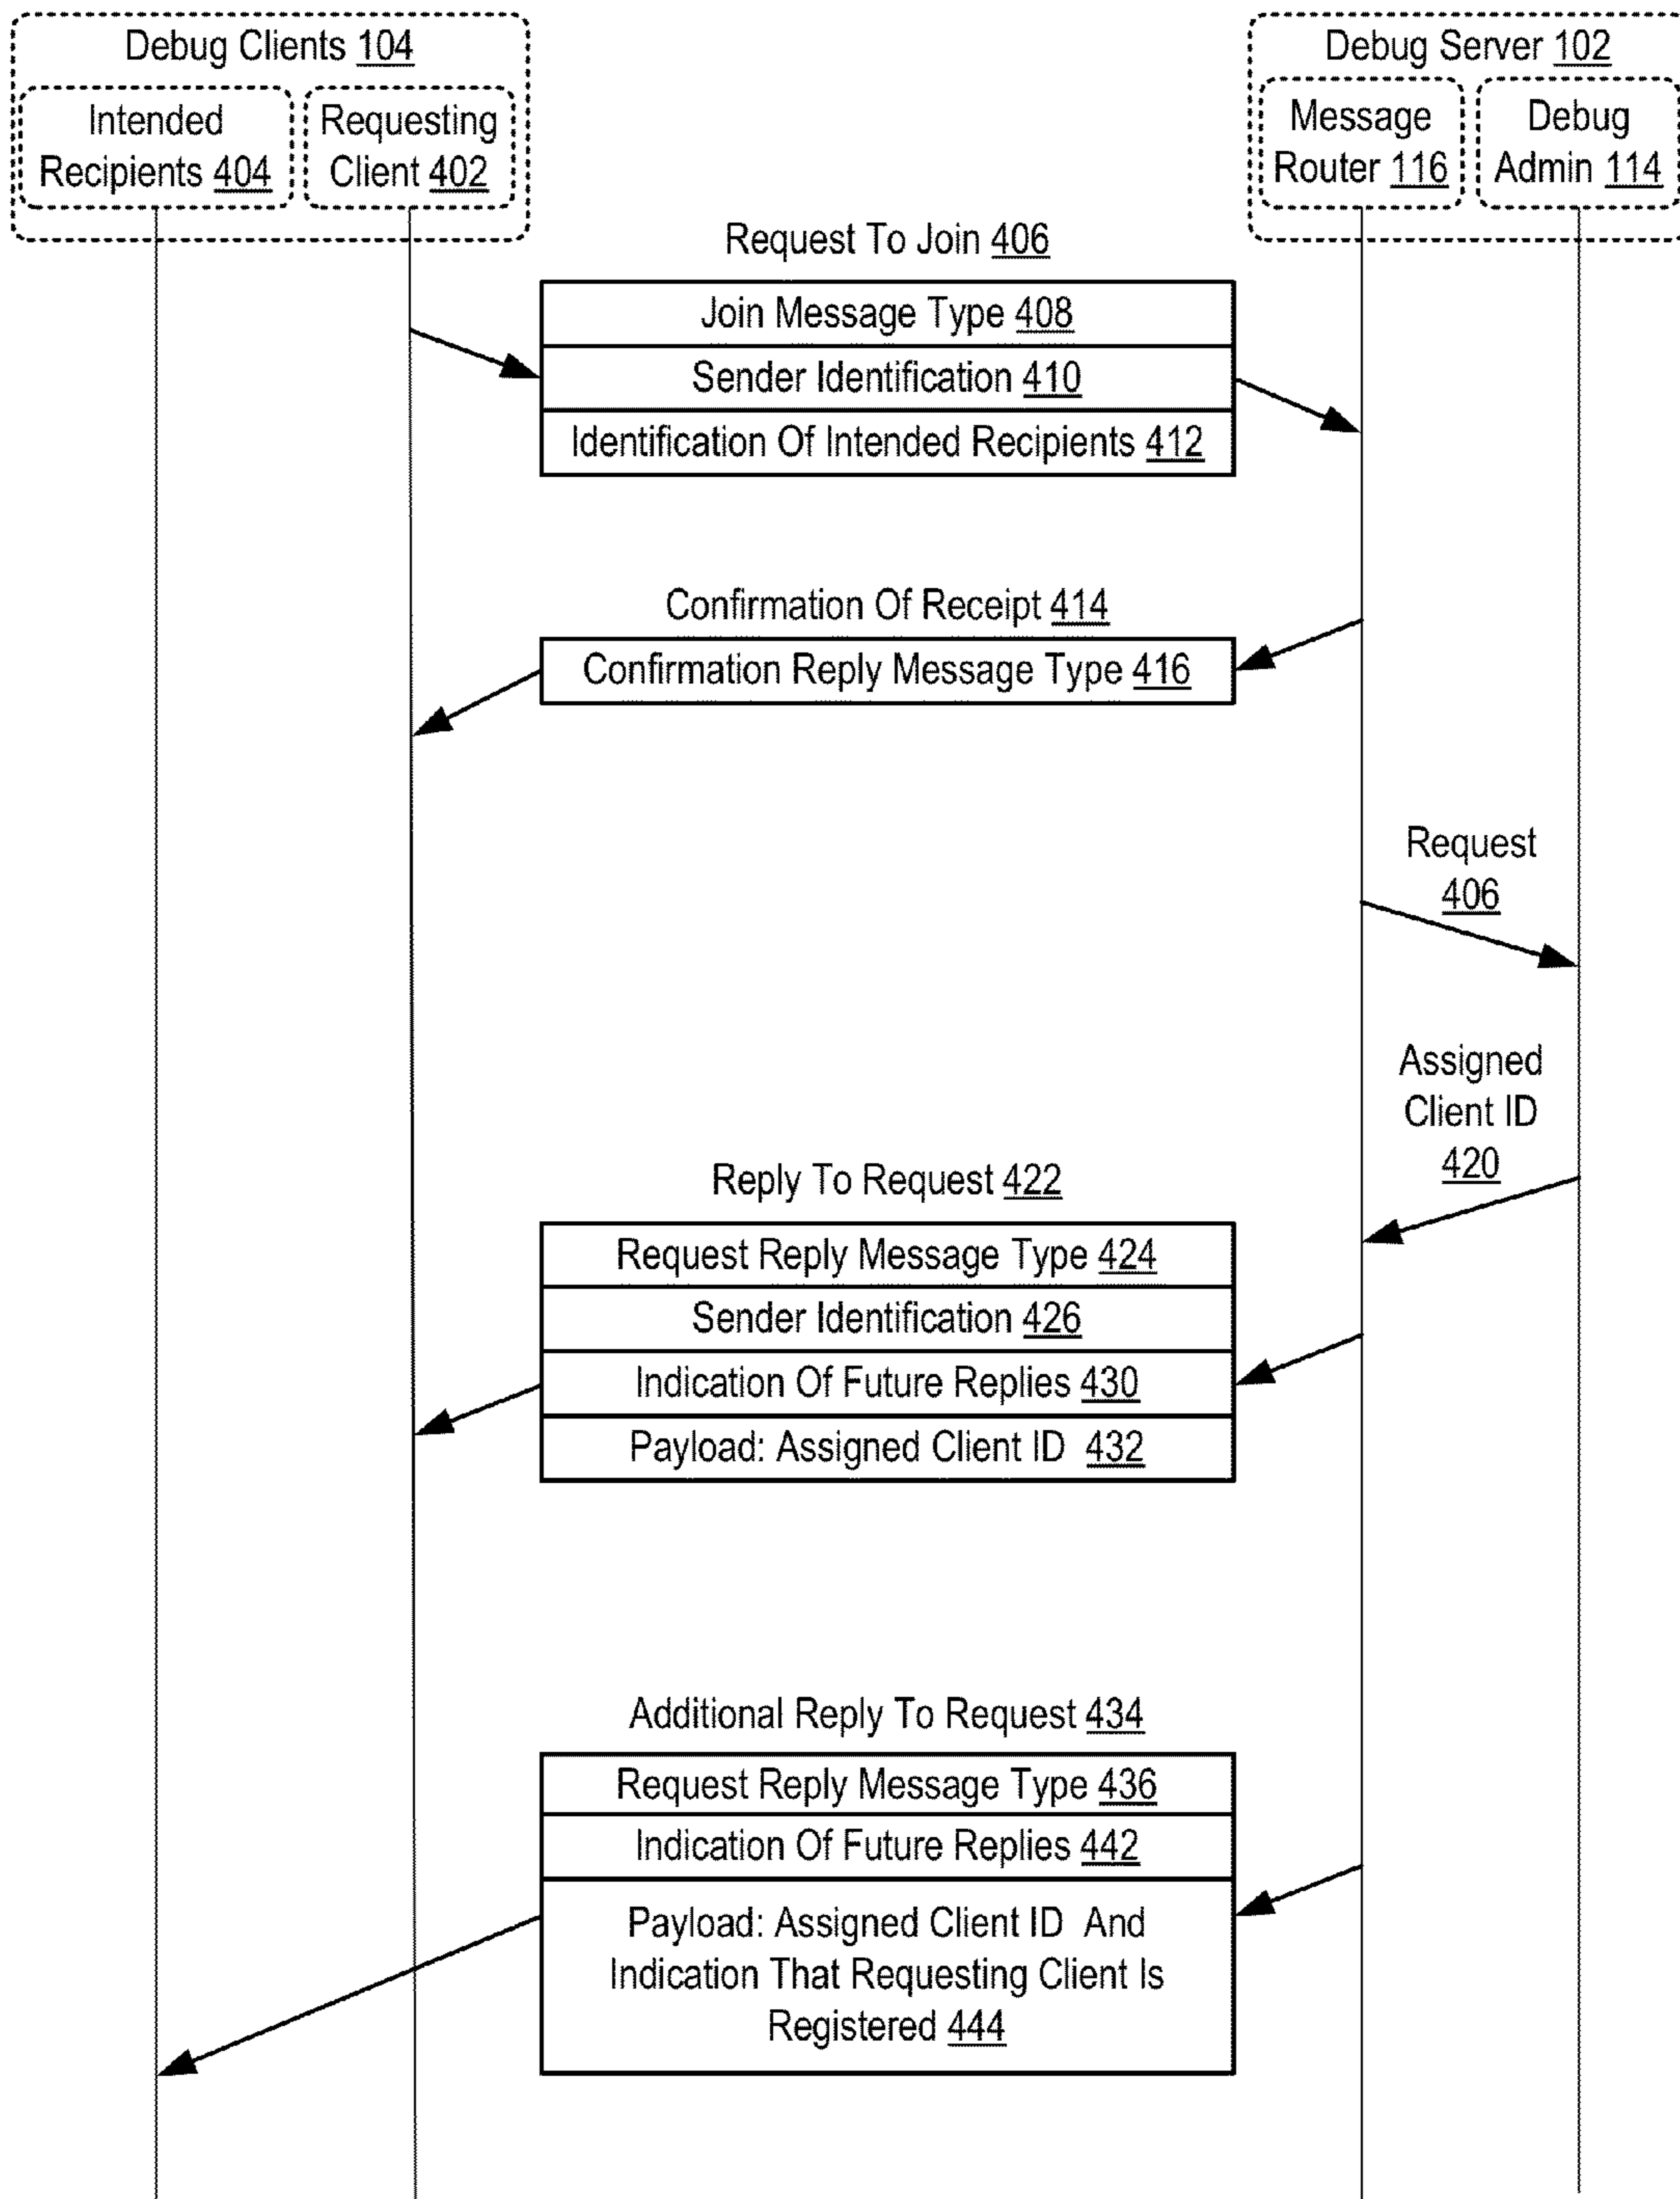 Debug Clients 104
Intended
Recipients 404
Requesting
Client 402
Debug Server 102
Message
Router 116
Debug
Admin 114
Request To Join 406
Join Message Type 408
Sender Identification 410
Identification Of Intended Recipients 412
Confirmation Of Receipt 414
Confirmation Reply Message Type 416
Request
406
Assigned
Client ID
420
Reply To Request 422
Request Reply Message Type 424
Sender Identification 426
Indication Of Future Replies 430
Payload: Assigned Client ID 432
Additional Reply To Request 434
Request Reply Message Type 436
Indication Of Future Replies 442
Payload: Assigned Client ID And
Indication That Requesting Client Is
Registered 444